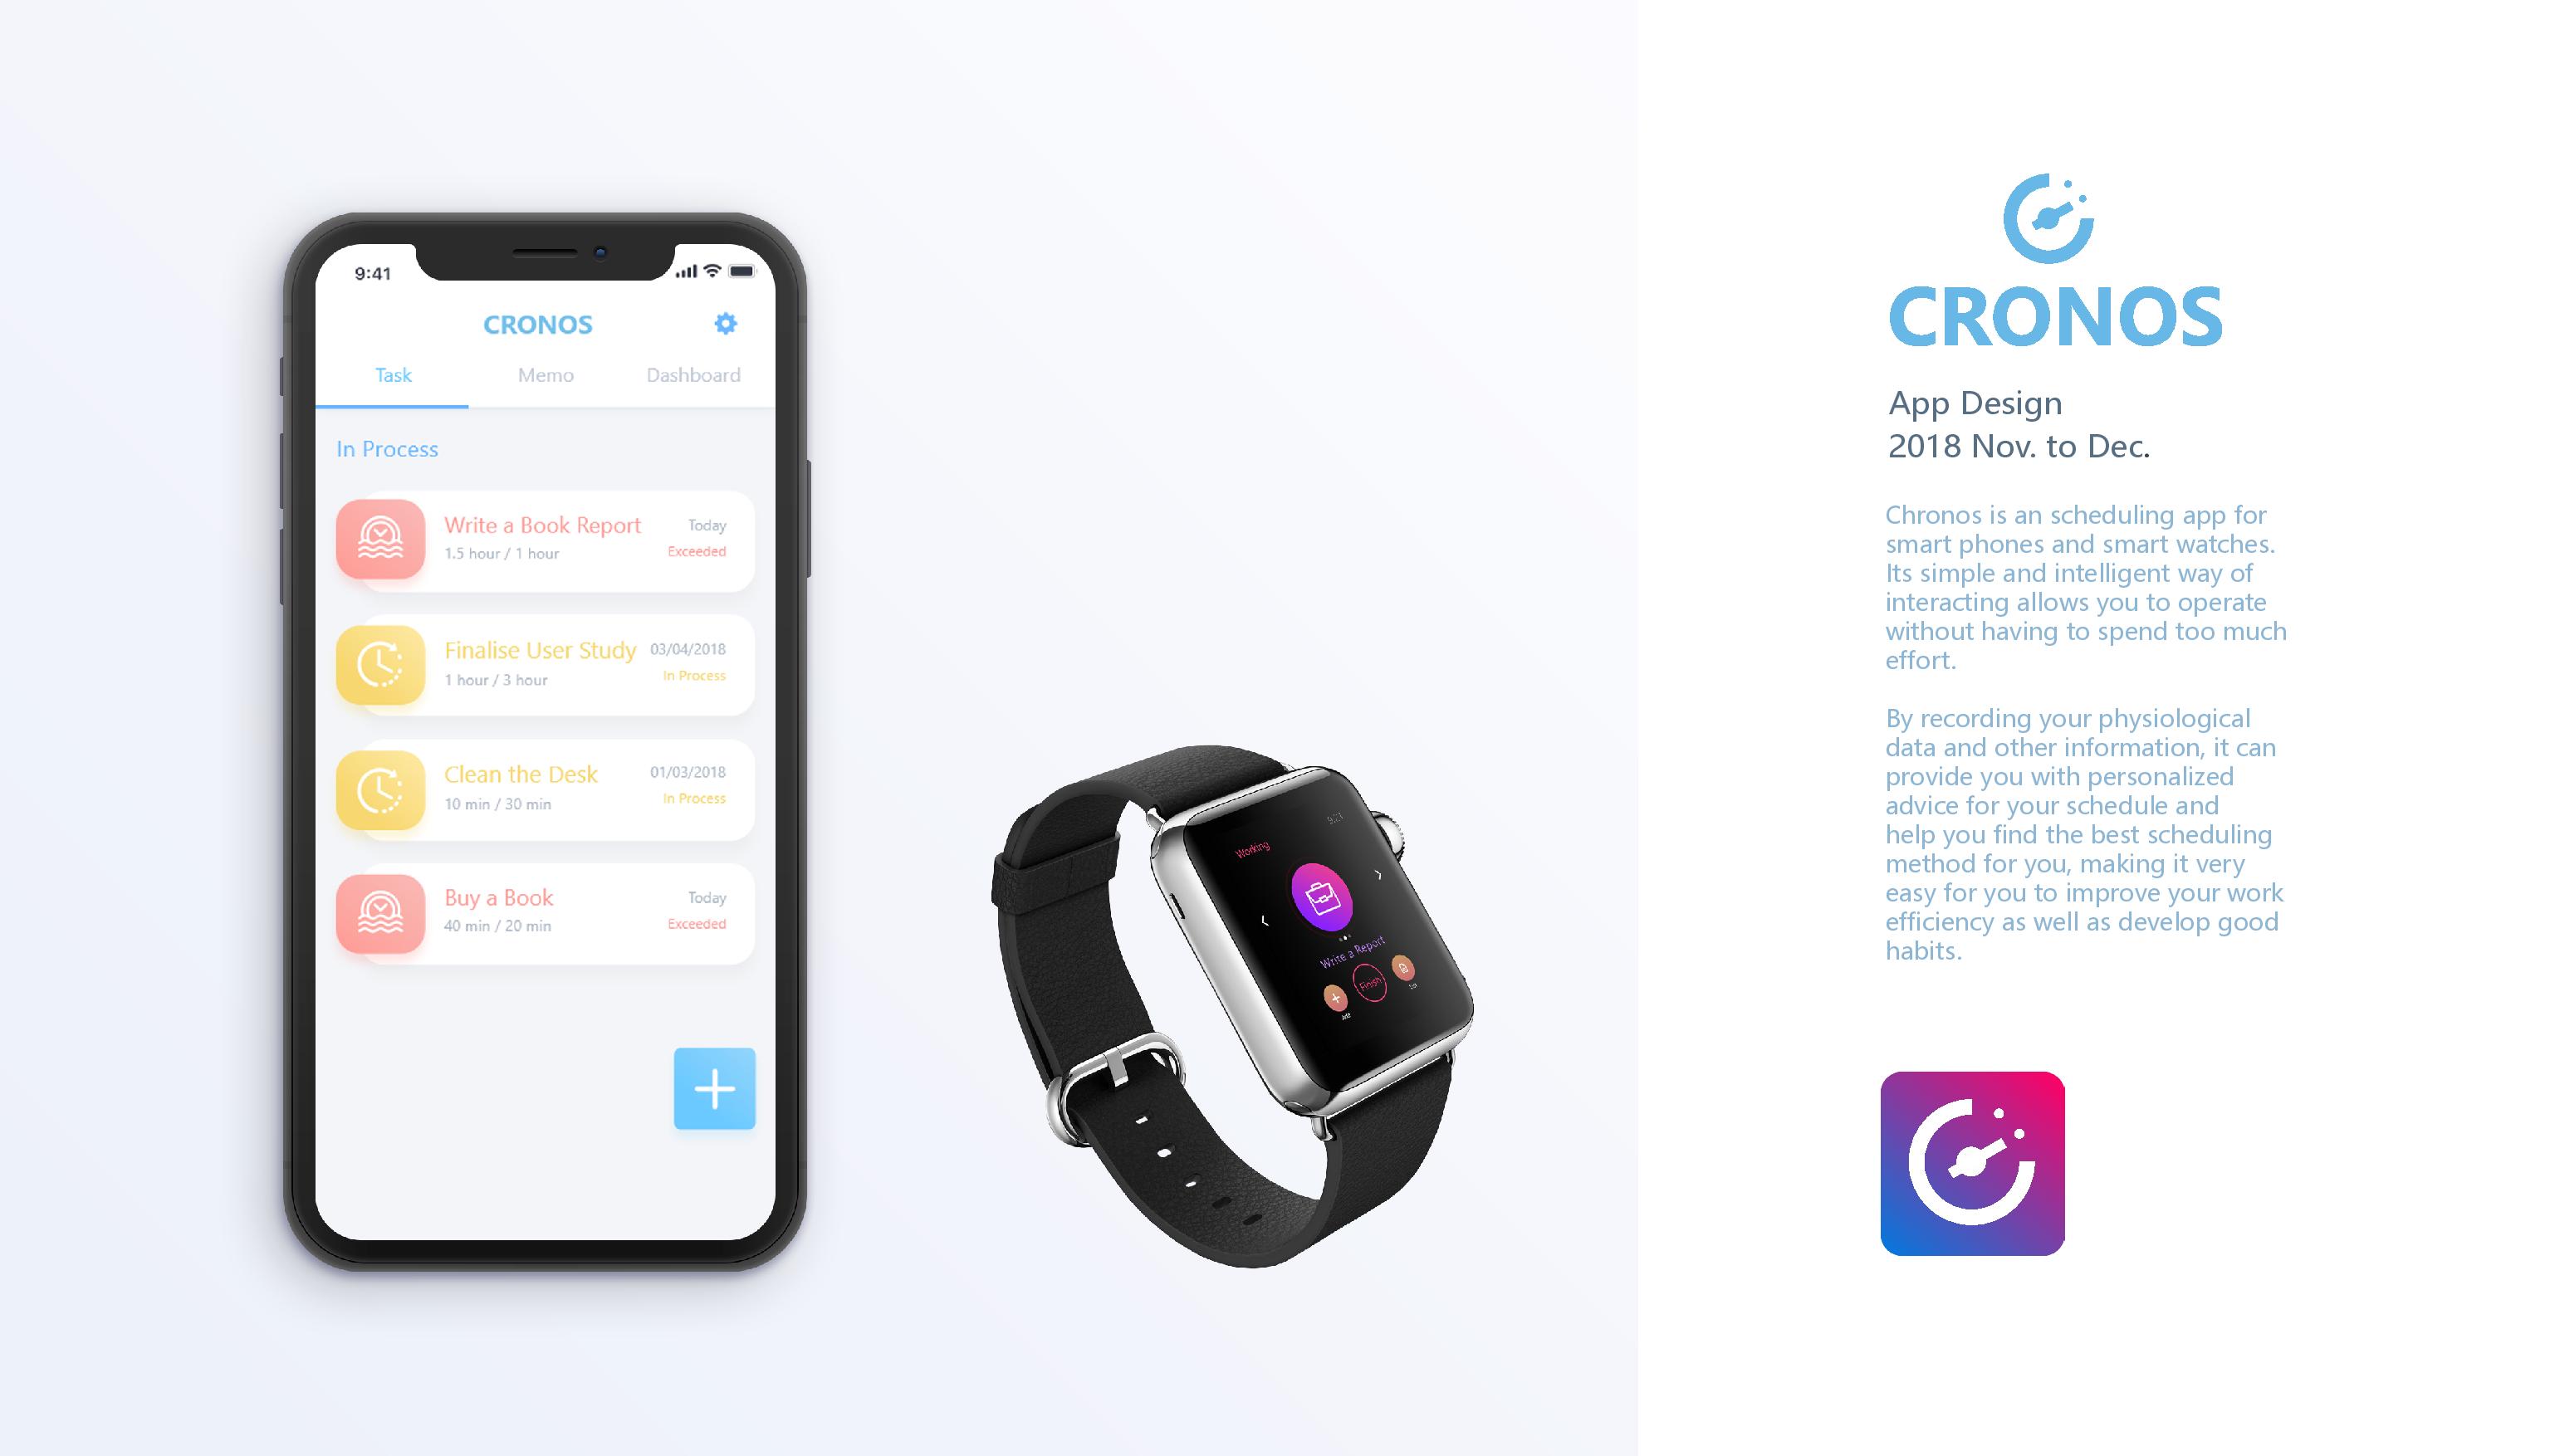 9:41
CRONOS
Task
Memo
Dashboard
In Process
Write a Book Report
Today
1.5 hour / 1 hour
Exceeded
Finalise User Study
03/04/2018
1 hour / 3 hour
In Process
Clean the Desk
01/03/2018
10 min / 30 min
In Process
Buy a Book
Today
40 min / 20 min
Exceeded
Working
Write a Report
Finish
CRONOS
App Design
2018 Nov. to Dec.
Chronos is an scheduling app for
smart phones and smart watches.
Its simple and intelligent way of
interacting allows you to operate
without having to spend too much
effort.
By recording your physiological
data and other information, it can
provide you with personalized
advice for your schedule and
help you find the best scheduling
method for you, making it very
easy for you to improve your work
efficiency as well as develop good
habits.